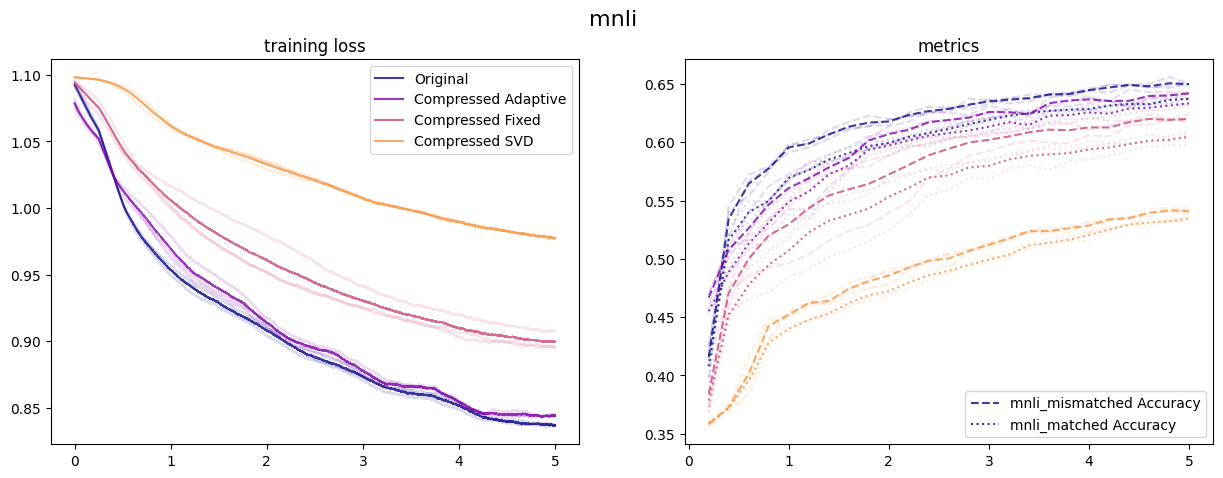 mnli
training loss
1.10
1.05
1.00
0.95
0.90
0.85
0 1 2 3 4 5
Original
Compressed Adaptive
Compressed Fixed
Compressed SVD
metrics
0.65
0.60
0.55
0.50
0.45
0.40
0.35
0 1 2 3 4 5
mnli_mismatched Accuracy
mnli_matched Accuracy